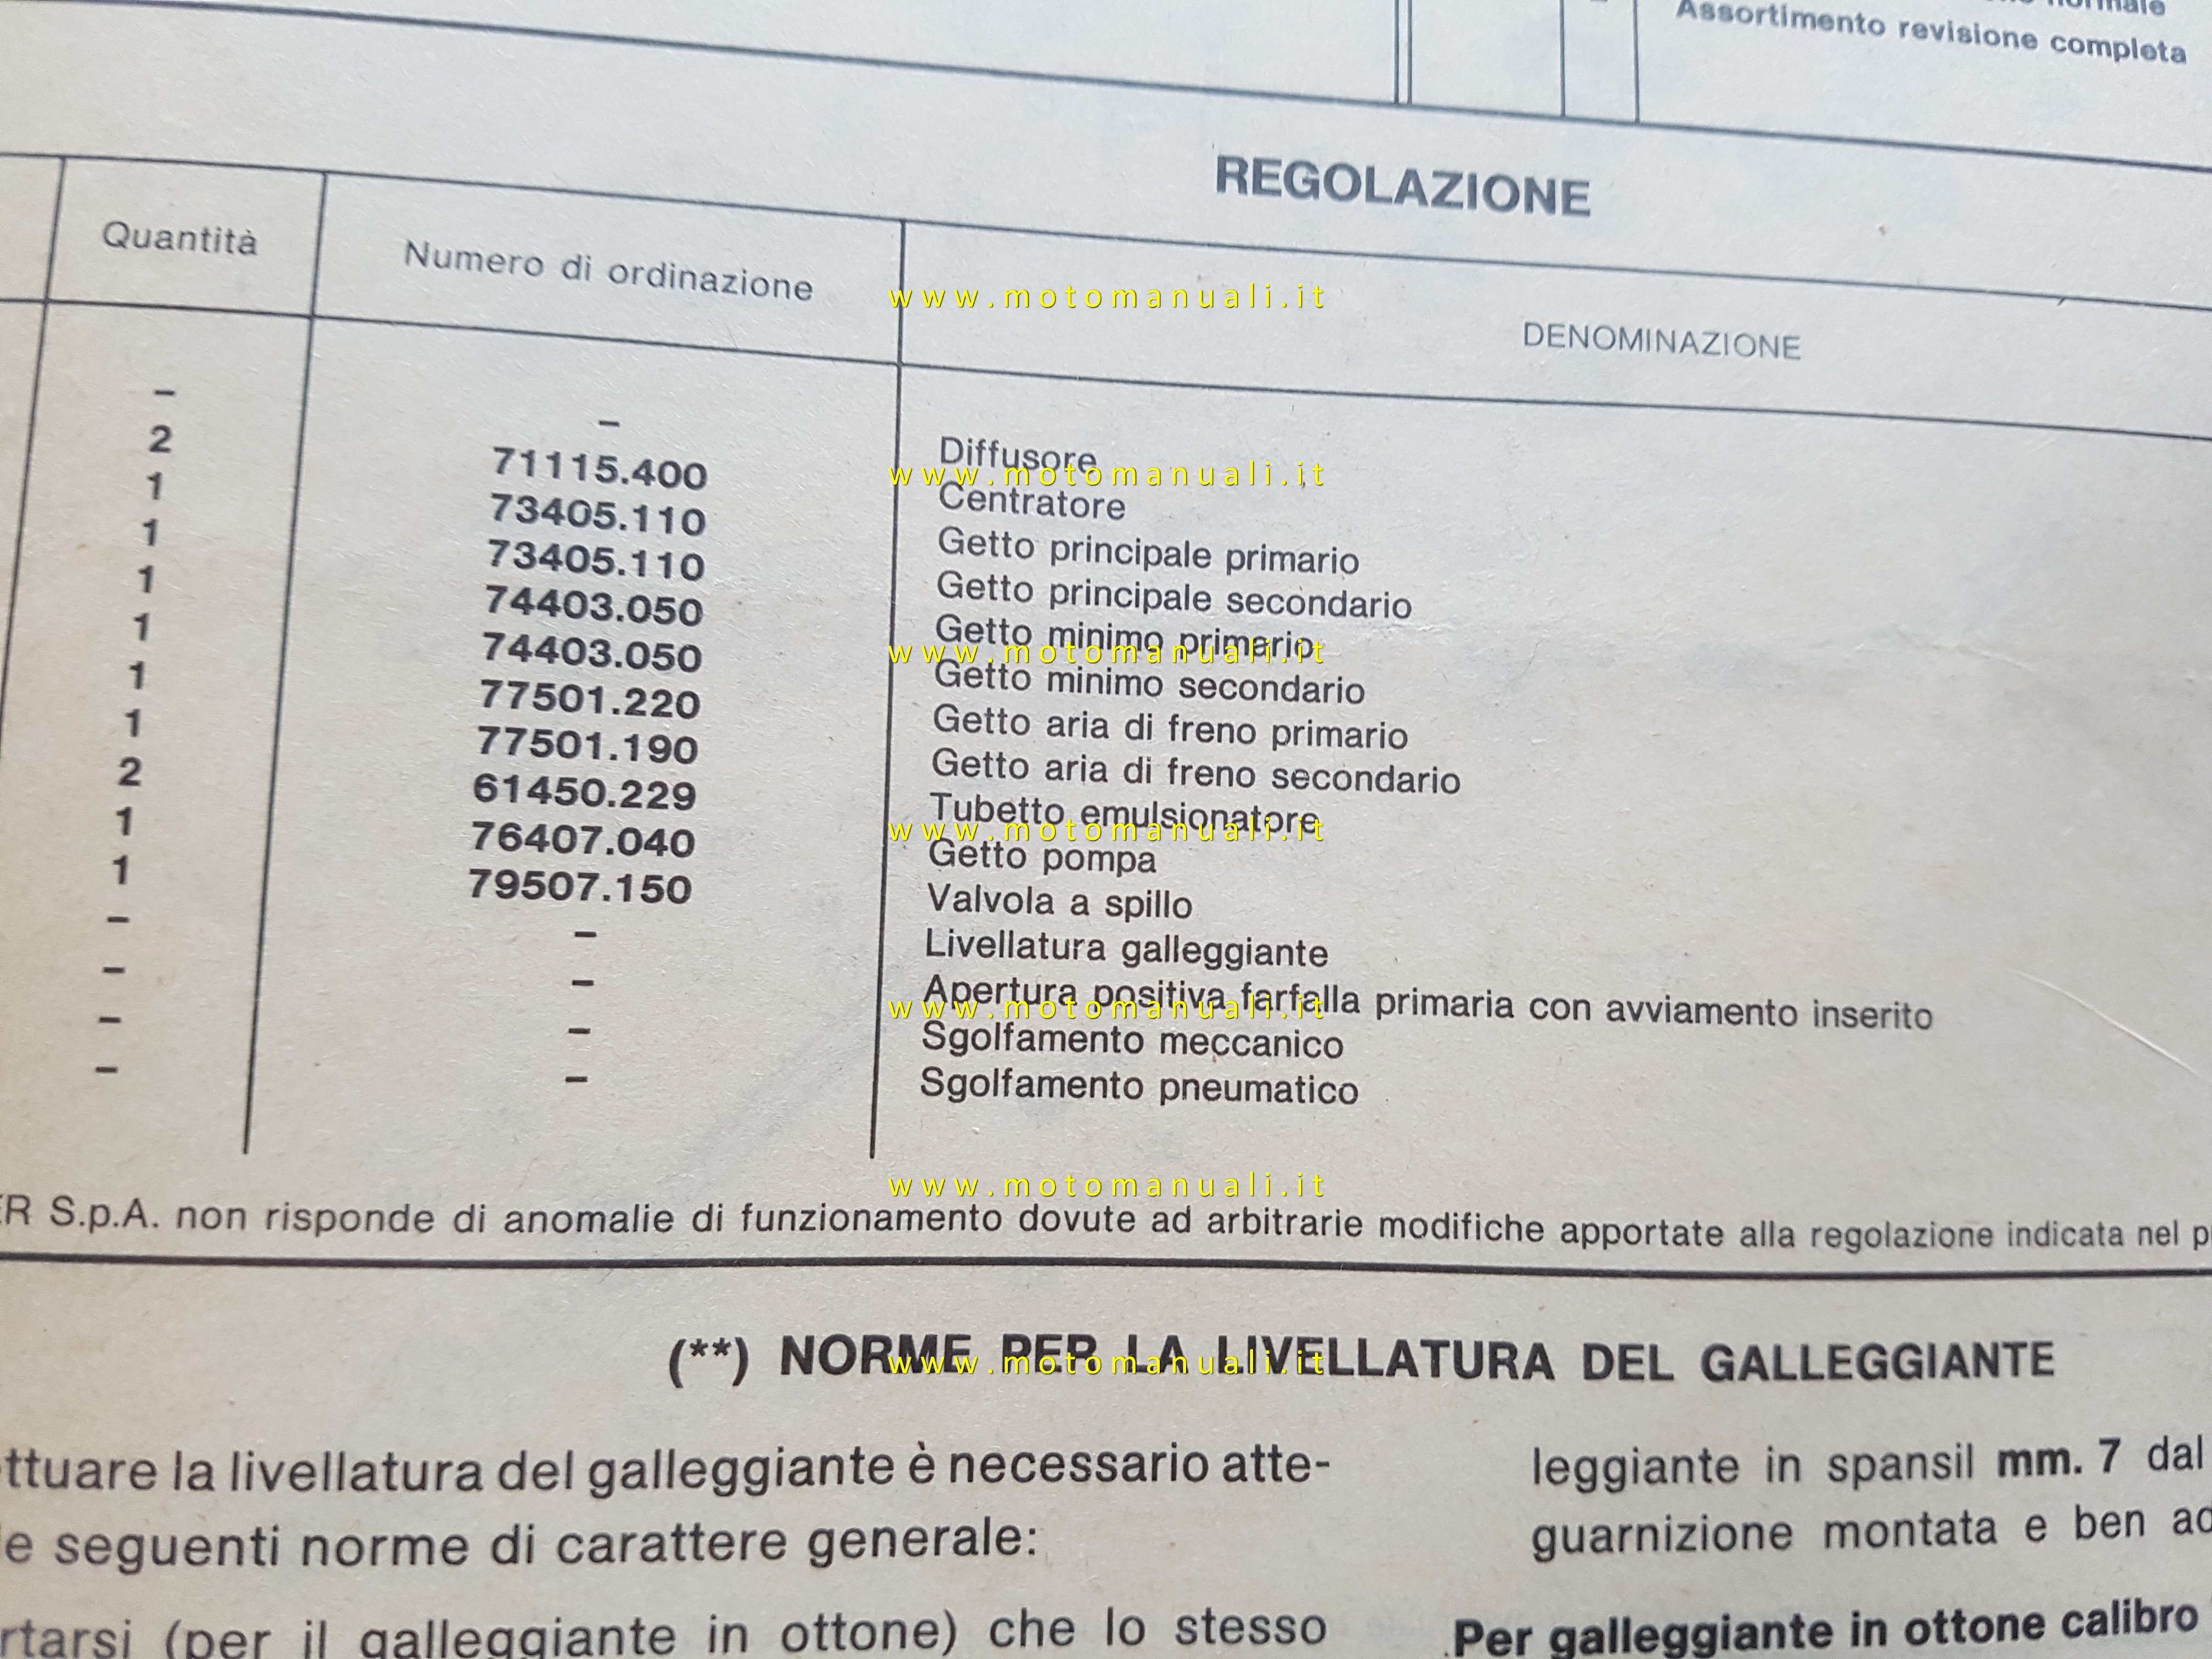 Assortimento revisione completa
REGOLAZIONE
Quantità Numero di ordinazione DENOMINAZIONE
– – Diffusore
2 71115.400 Centratore
1 73405.110 Getto principale primario
1 73405.110 Getto principale secondario
1 74403.050 Getto minimo primario
1 74403.050 Getto minimo secondario
1 77501.220 Getto aria di freno primario
1 77501.190 Getto aria di freno secondario
2 61450.229 Tubetto emulsionatore
1 76407.040 Getto pompa
1 79507.150 Valvola a spillo
– – Livellatura galleggiante
– – Apertura positiva farfalla primaria con avviamento inserito
– – Sgolfamento meccanico
– – Sgolfamento pneumatico
S.p.A. non risponde di anomalie di funzionamento dovute ad arbitrarie modifiche apportate alla regolazione indicata nel
(**) NORME PER LA LIVELLATURA DEL GALLEGGIANTE
ttuare la livellatura del galleggiante è necessario atte-
e seguenti norme di carattere generale:
rtarsi (per il galleggiante in ottone) che lo stesso
leggiante in spansil mm. 7 dal
guarnizione montata e ben
Per galleggiante in ottone calibro
www.motomanuali.it
www.motomanuali.it
www.motomanuali.it
www.motomanuali.it
www.motomanuali.it
www.motomanuali.it
www.motomanuali.it